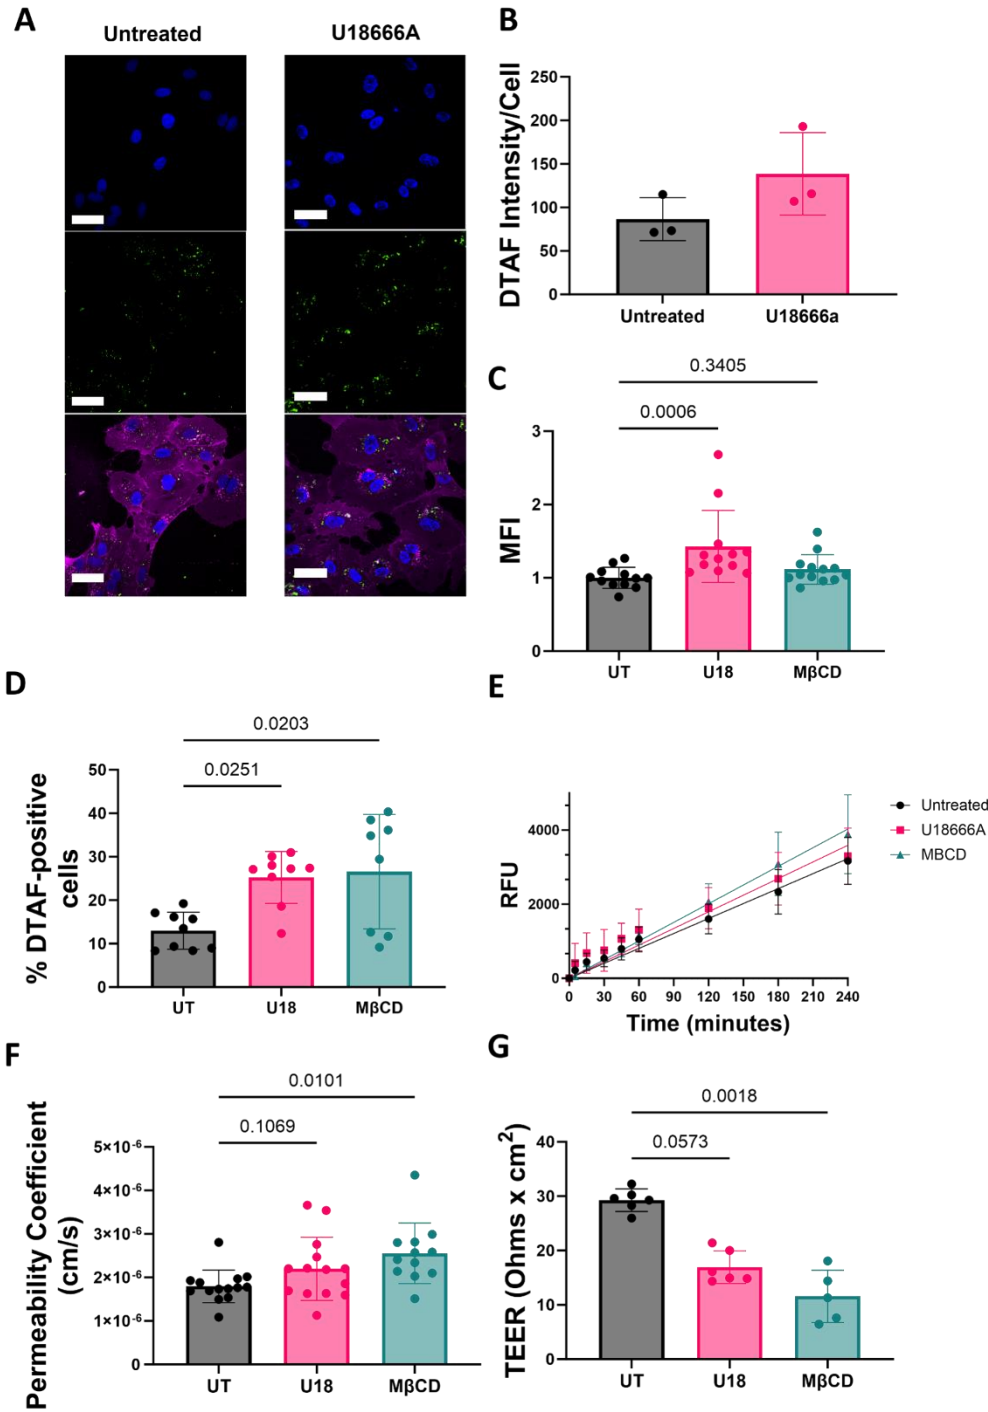 A
Untreated
U18666A
B
DTAF Intensity/Cell
250
200
150
100
50
0
Untreated
U18666a
C
0.3405
0.0006
MFI
3
2
1
0
UT
U18
MβCD
D
0.0203
0.0251
% DTAF-positive
cells
50
40
30
20
10
0
UT
U18
MβCD
E
RFU
4000
2000
0
0 30 60 90 120 150 180 210 240
Time (minutes)
Untreated
U18666A
MBCD
F
0.0101
0.1069
Permeability Coefficient
(cm/s)
5×10⁻⁶
4×10⁻⁶
3×10⁻⁶
2×10⁻⁶
1×10⁻⁶
0
UT
U18
MβCD
G
0.0018
0.0573
TEER (Ohms x cm²)
40
30
20
10
0
UT
U18
MβCD